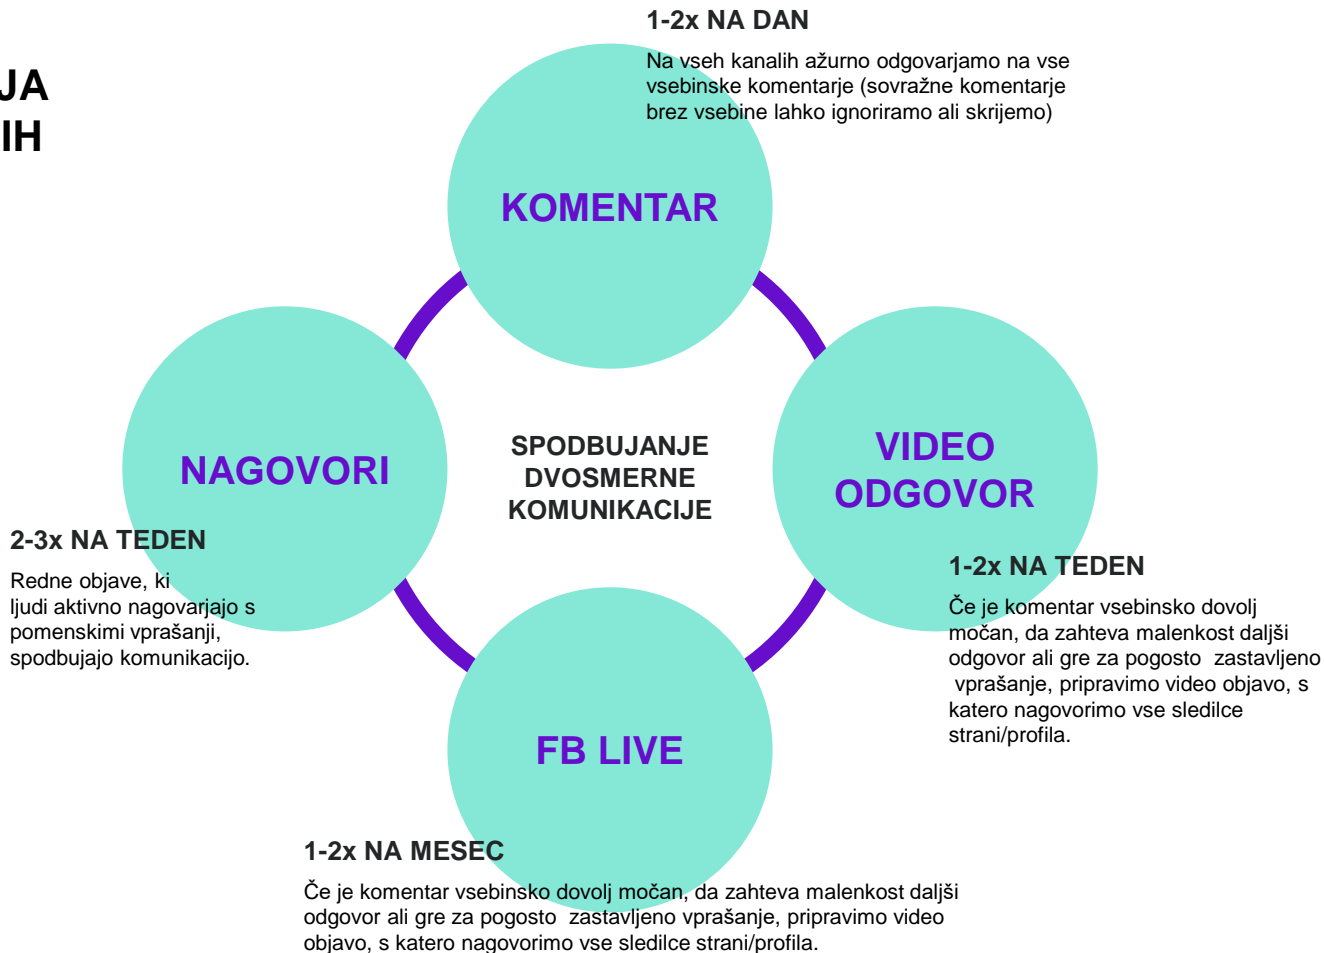 JA
IH
1-2x NA DAN
Na vseh kanalih ažurno odgovarjamo na vse
vsebinske komentarje (sovražne komentarje
brez vsebine lahko ignoriramo ali skrijemo)
KOMENTAR
NAGOVORI
SPODBUJANJE
DVOSMERNE
KOMUNIKACIJE
VIDEO
ODGOVOR
2-3x NA TEDEN
Redne objave, ki
ljudi aktivno nagovarjajo s
pomenskimi vprašanji,
spodbujajo komunikacijo.
1-2x NA TEDEN
Če je komentar vsebinsko dovolj
močan, da zahteva malenkost daljši
odgovor ali gre za pogosto  zastavljeno
vprašanje, pripravimo video objavo, s
katero nagovorimo vse sledilce
strani/profila.
FB LIVE
1-2x NA MESEC
Če je komentar vsebinsko dovolj močan, da zahteva malenkost daljši
odgovor ali gre za pogosto  zastavljeno vprašanje, pripravimo video
objavo, s katero nagovorimo vse sledilce strani/profila.